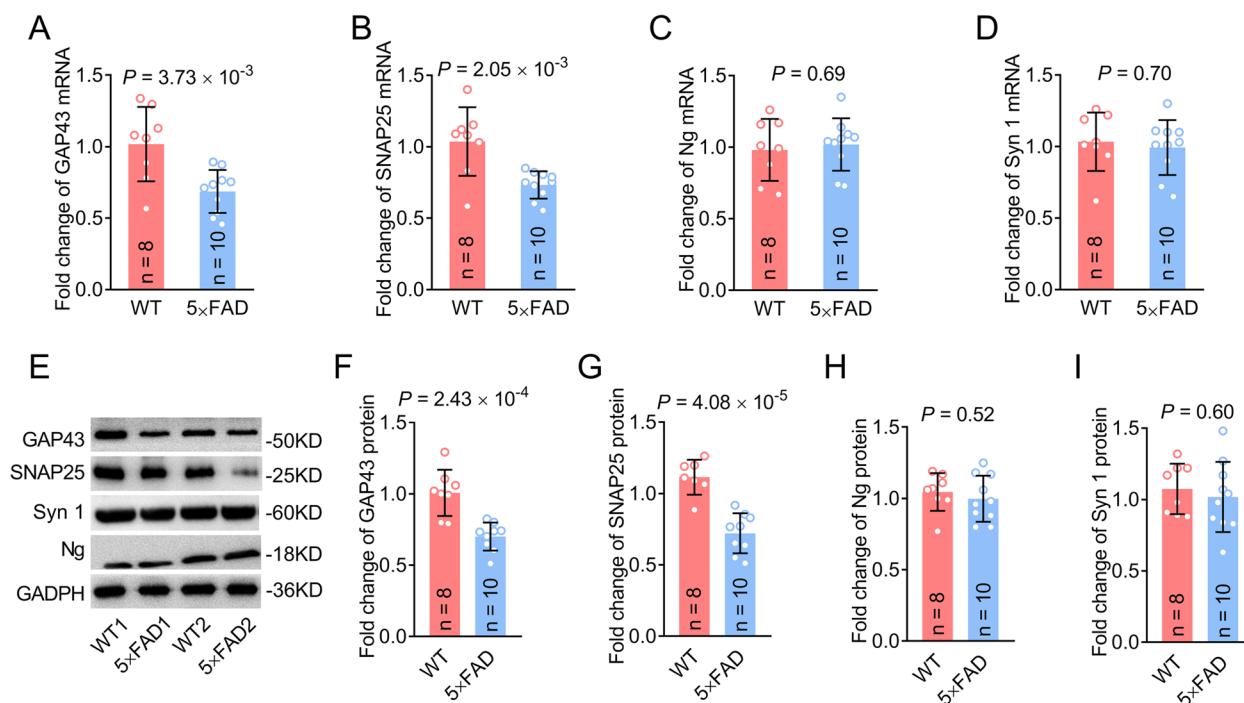 A
Fold change of GAP43 mRNA
P = 3.73 × 10-3
1.5
1.0
0.5
0.0
n = 8
n = 10
WT
5×FAD
B
Fold change of SNAP25 mRNA
P = 2.05 × 10-3
1.5
1.0
0.5
0.0
n = 8
n = 10
WT
5×FAD
C
Fold change of Ng mRNA
P = 0.69
1.5
1.0
0.5
0.0
n = 8
n = 10
WT
5×FAD
D
Fold change of Syn 1 mRNA
P = 0.70
1.5
1.0
0.5
0.0
n = 8
n = 10
WT
5×FAD
E
GAP43
-50KD
SNAP25
-25KD
Syn 1
-60KD
Ng
-18KD
GADPH
-36KD
WT1
5×FAD1
WT2
5×FAD2
F
Fold change of GAP43 protein
P = 2.43 × 10-4
1.5
1.0
0.5
0.0
n = 8
n = 10
WT
5×FAD
G
Fold change of SNAP25 protein
P = 4.08 × 10-5
1.5
1.0
0.5
0.0
n = 8
n = 10
WT
5×FAD
H
Fold change of Ng protein
P = 0.52
1.5
1.0
0.5
0.0
n = 8
n = 10
WT
5×FAD
I
Fold change of Syn 1 protein
P = 0.60
1.5
1.0
0.5
0.0
n = 8
n = 10
WT
5×FAD